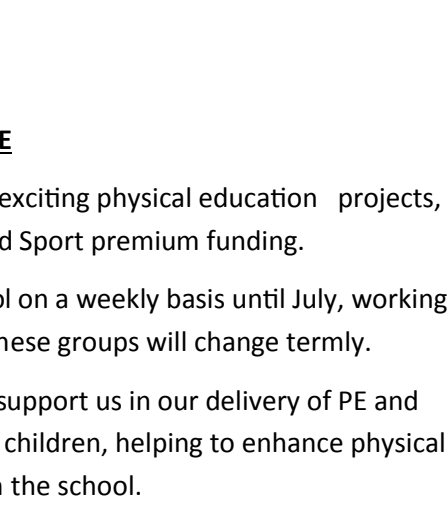 E
exciting physical education   projects,
d Sport premium funding.
ol on a weekly basis until July, working
hese groups will change termly.
support us in our delivery of PE and
children, helping to enhance physical
the school.